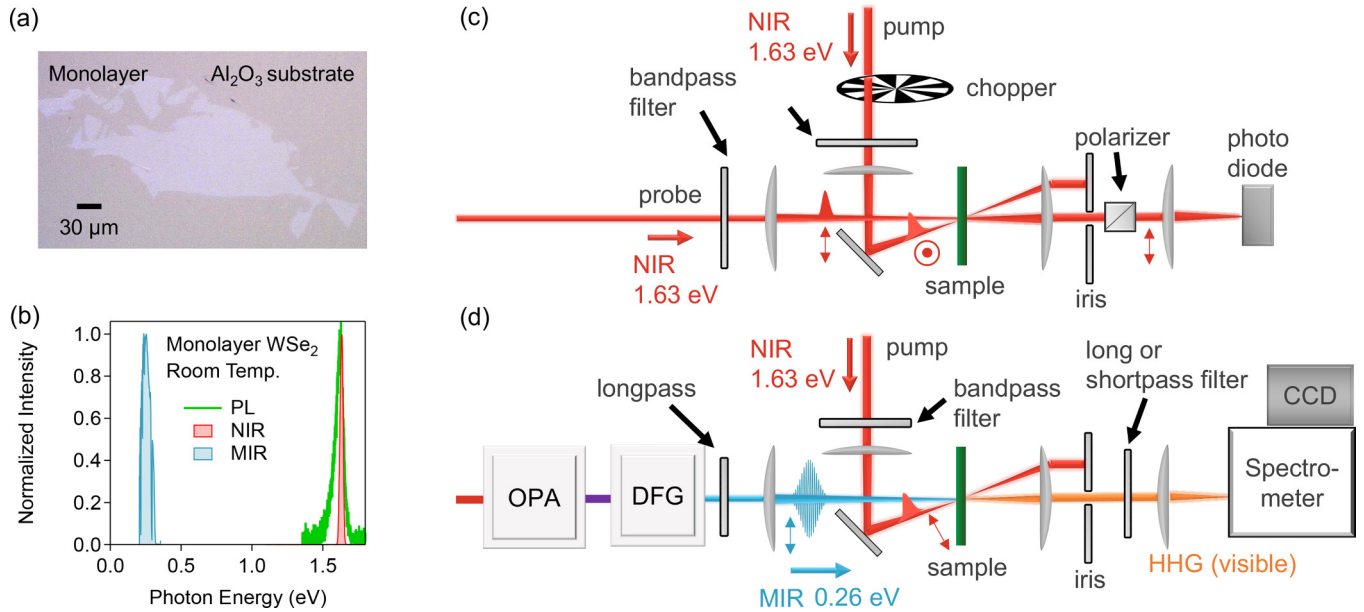 (a)
Monolayer
Al₂O₃ substrate
30 μm
(b)
Normalized Intensity
1.0
0.8
0.6
0.4
0.2
0.0
Monolayer WSe₂
Room Temp.
PL
NIR
MIR
0.0
0.5
1.0
1.5
Photon Energy (eV)
(c)
NIR
1.63 eV
pump
bandpass
filter
chopper
probe
NIR
1.63 eV
sample
polarizer
iris
photo
diode
(d)
NIR
1.63 eV
pump
longpass
bandpass
filter
long or
shortpass filter
OPA
DFG
CCD
Spectro-
meter
MIR 0.26 eV
sample
iris
HHG (visible)